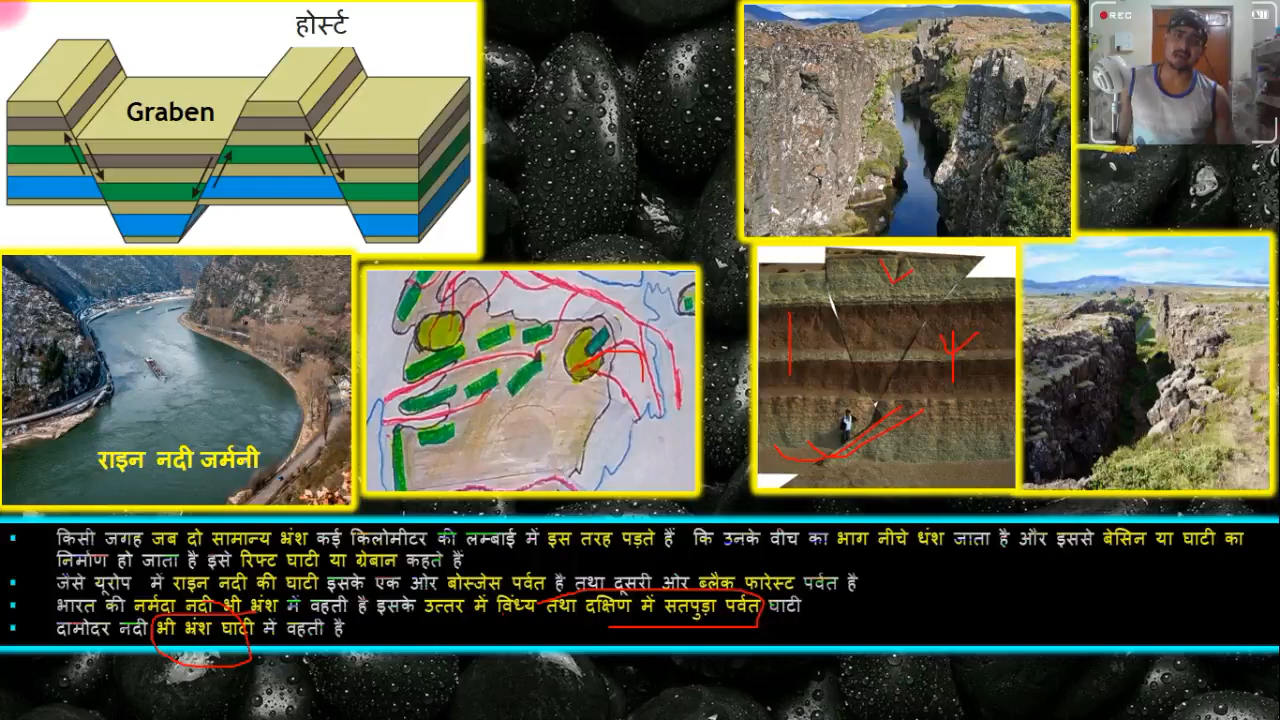 होर्स्ट
Graben
REC
राइन नदी जर्मनी
किसी जगह जब दो सामान्य भ्रंश कई किलोमीटर की लम्बाई में इस तरह पड़ते हैं कि उनके वीच का भाग नीचे धंश जाता है और इससे बेसिन या घाटी का
निर्माण हो जाता है इसे रिफ्ट घाटी या ग्रेबान कहते हैं
जैसे यूरोप में राइन नदी की घाटी इसके एक ओर बोस्जेस पर्वत है तथा दूसरी ओर ब्लैक फारेस्ट पर्वत है
भारत की नर्मदा नदी भी भ्रंश में वहती है इसके उत्तर में विंध्य तथा दक्षिण में सतपुड़ा पर्वत घाटी
दामोदर नदी भी भ्रंश घाटी में वहती है